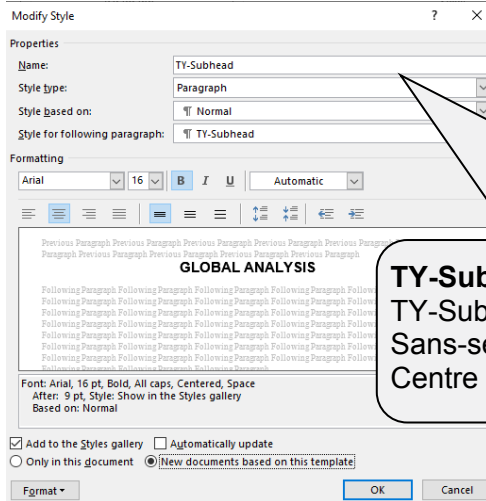 Modify Style ? ×
Properties
Name: TY-Subhead
Style type: Paragraph
Style based on: ¶ Normal
Style for following paragraph: ¶ TY-Subhead
Formatting
Arial 16 B I U Automatic
Previous Paragraph Previous Paragraph Previous Paragraph Previous Paragraph Previous
Paragraph Previous Paragraph Previous Paragraph Previous Paragraph Previous Paragraph
GLOBAL ANALYSIS
Following Paragraph Following Paragraph Following Paragraph Following Paragraph
Following Paragraph Following Paragraph Following Paragraph Following Paragraph
Following Paragraph Following Paragraph Following Paragraph Following Paragraph
Following Paragraph Following Paragraph Following Paragraph Following Paragraph
Following Paragraph Following Paragraph Following Paragraph Following Paragraph
Following Paragraph Following Paragraph Following Paragraph Following Paragraph
Following Paragraph Following Paragraph Following Paragraph
TY-Sub
TY-Sub
Sans-se
Centre
Font: Arial, 16 pt, Bold, All caps, Centered, Space
After: 9 pt, Style: Show in the Styles gallery
Based on: Normal
Add to the Styles gallery Automatically update
Only in this document New documents based on this template
Format OK Cancel